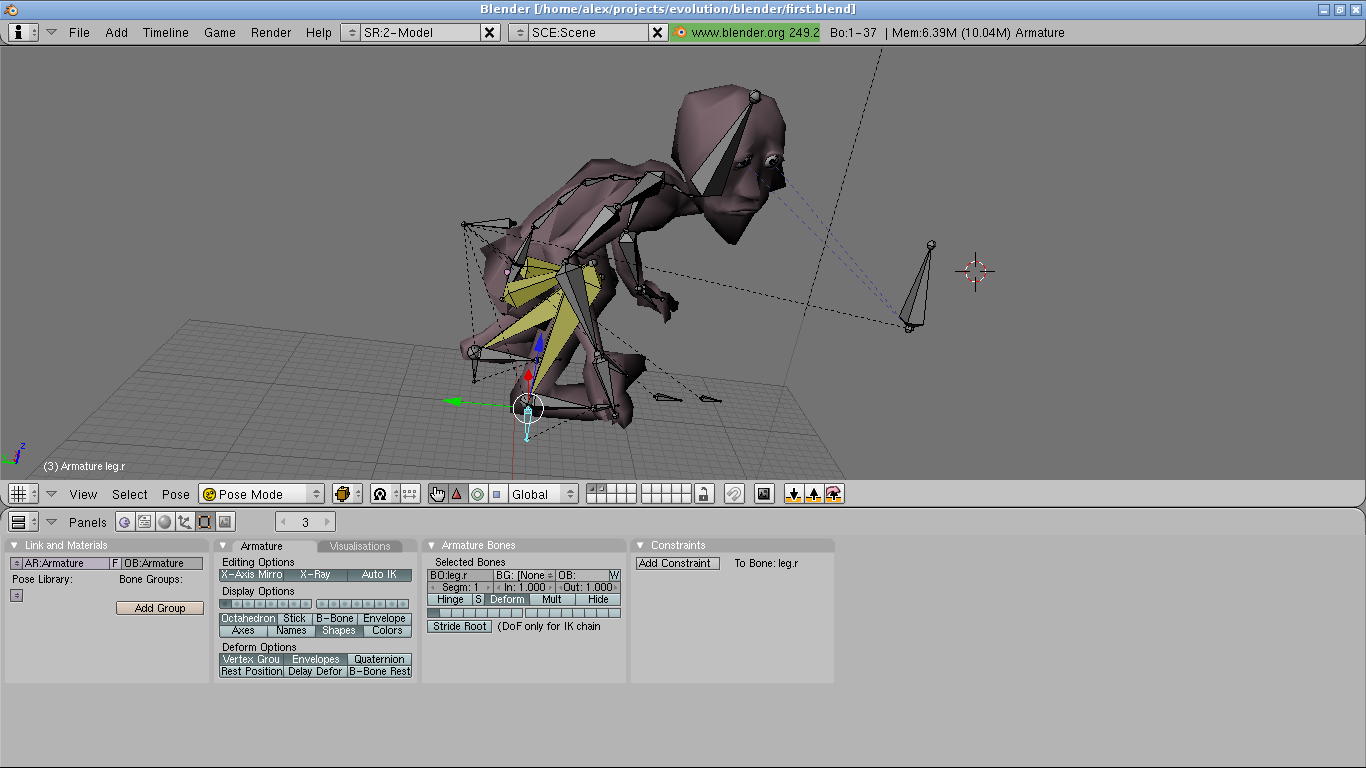 Blender [/home/alex/projects/evolution/blender/first.blend]
File Add Timeline Game Render Help SR:2-Model SCE:Scene www.blender.org 249.2 Bo:1-37 | Mem:6.39M (10.04M) Armature
z
(3) Armature leg.r
View Select Pose Pose Mode Global
Panels 3
Link and Materials
AR:Armature F OB:Armature
Pose Library: Bone Groups:
Add Group
Armature Visualisations
Editing Options
X-Axis Mirro X-Ray Auto IK
Display Options
Octahedron Stick B-Bone Envelope
Axes Names Shapes Colors
Deform Options
Vertex Grou Envelopes Quaternion
Rest Position Delay Defor B-Bone Rest
Armature Bones
Selected Bones
BO:leg.r BG: [None OB: W
Segm: 1 In: 1.000 Out: 1.000
Hinge S Deform Mult Hide
Stride Root (DoF only for IK chain
Constraints
Add Constraint To Bone: leg.r